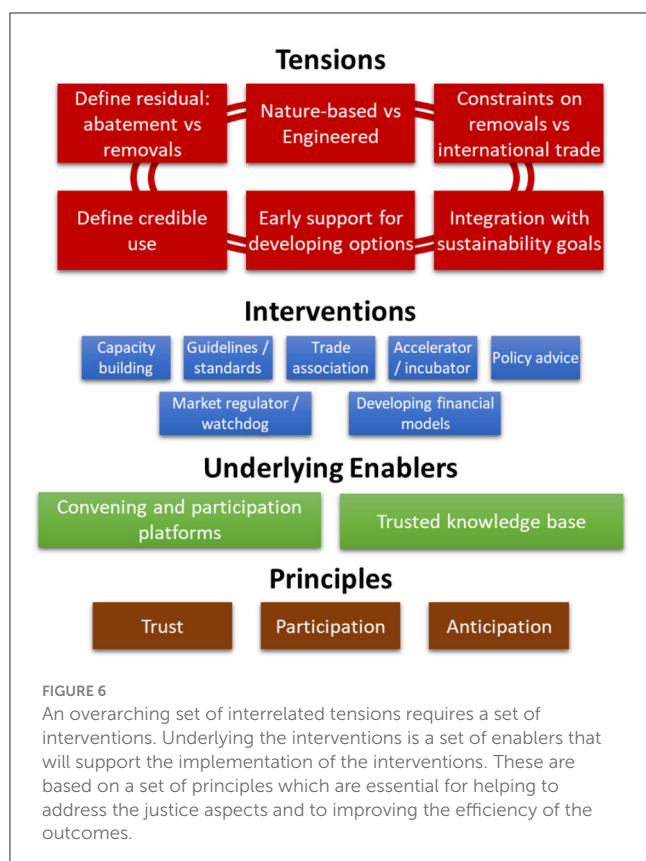 Tensions
Define residual:
abatement vs
removals
Nature-based vs
Engineered
Constraints on
removals vs
international trade
Define credible
use
Early support for
developing options
Integration with
sustainability goals
Interventions
Capacity
building
Guidelines /
standards
Trade
association
Accelerator
/ incubator
Policy advice
Market regulator /
watchdog
Developing financial
models
Underlying Enablers
Convening and participation
platforms
Trusted knowledge base
Principles
Trust
Participation
Anticipation
FIGURE 6
An overarching set of interrelated tensions requires a set of
interventions. Underlying the interventions is a set of enablers that
will support the implementation of the interventions. These are
based on a set of principles which are essential for helping to
address the justice aspects and to improving the efficiency of the
outcomes.